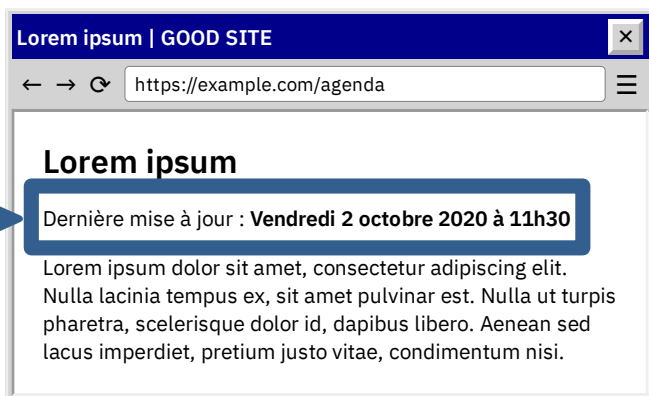 Lorem ipsum | GOOD SITE
https://example.com/agenda
Lorem ipsum
Dernière mise à jour : Vendredi 2 octobre 2020 à 11h30
Lorem ipsum dolor sit amet, consectetur adipiscing elit.
Nulla lacinia tempus ex, sit amet pulvinar est. Nulla ut turpis
pharetra, scelerisque dolor id, dapibus libero. Aenean sed
lacus imperdiet, pretium justo vitae, condimentum nisi.